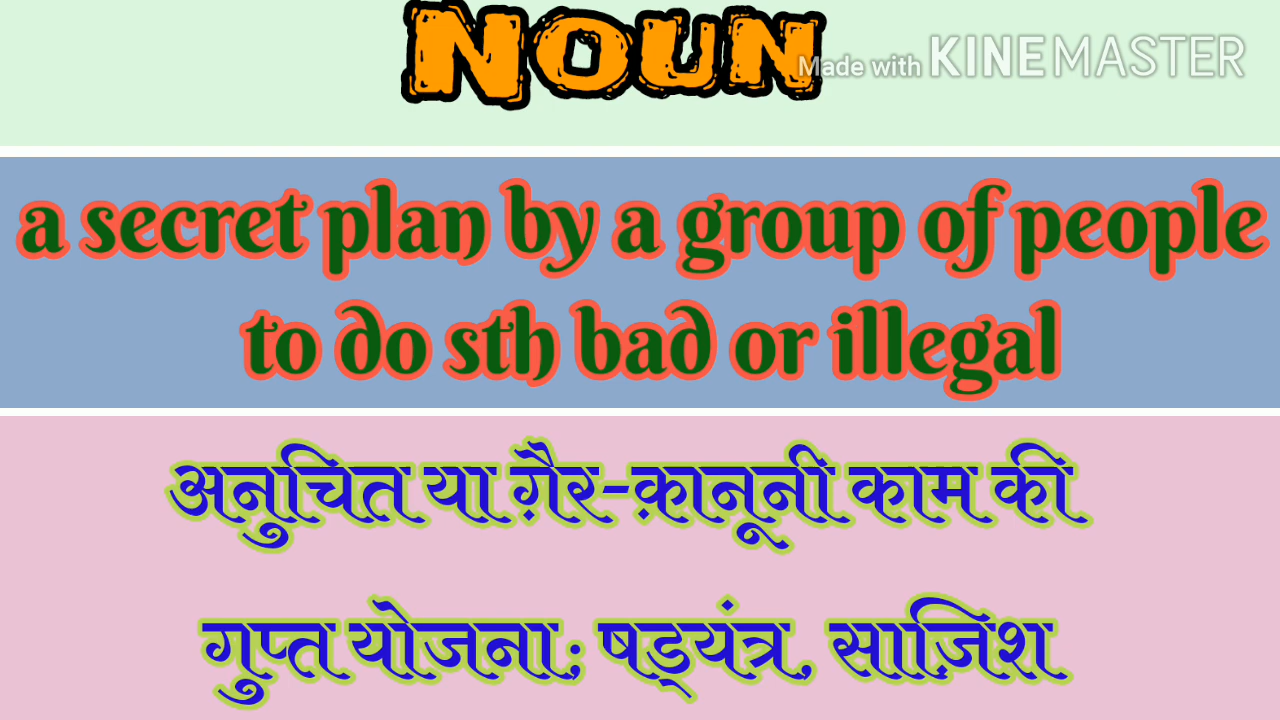 NOUN
Made with KINEMASTER
a secret plan by a group of people
to do sth bad or illegal
अनुचित या ग़ैर-क़ानूनी काम की
गुप्त योजना; षड्यंत्र, साज़िश